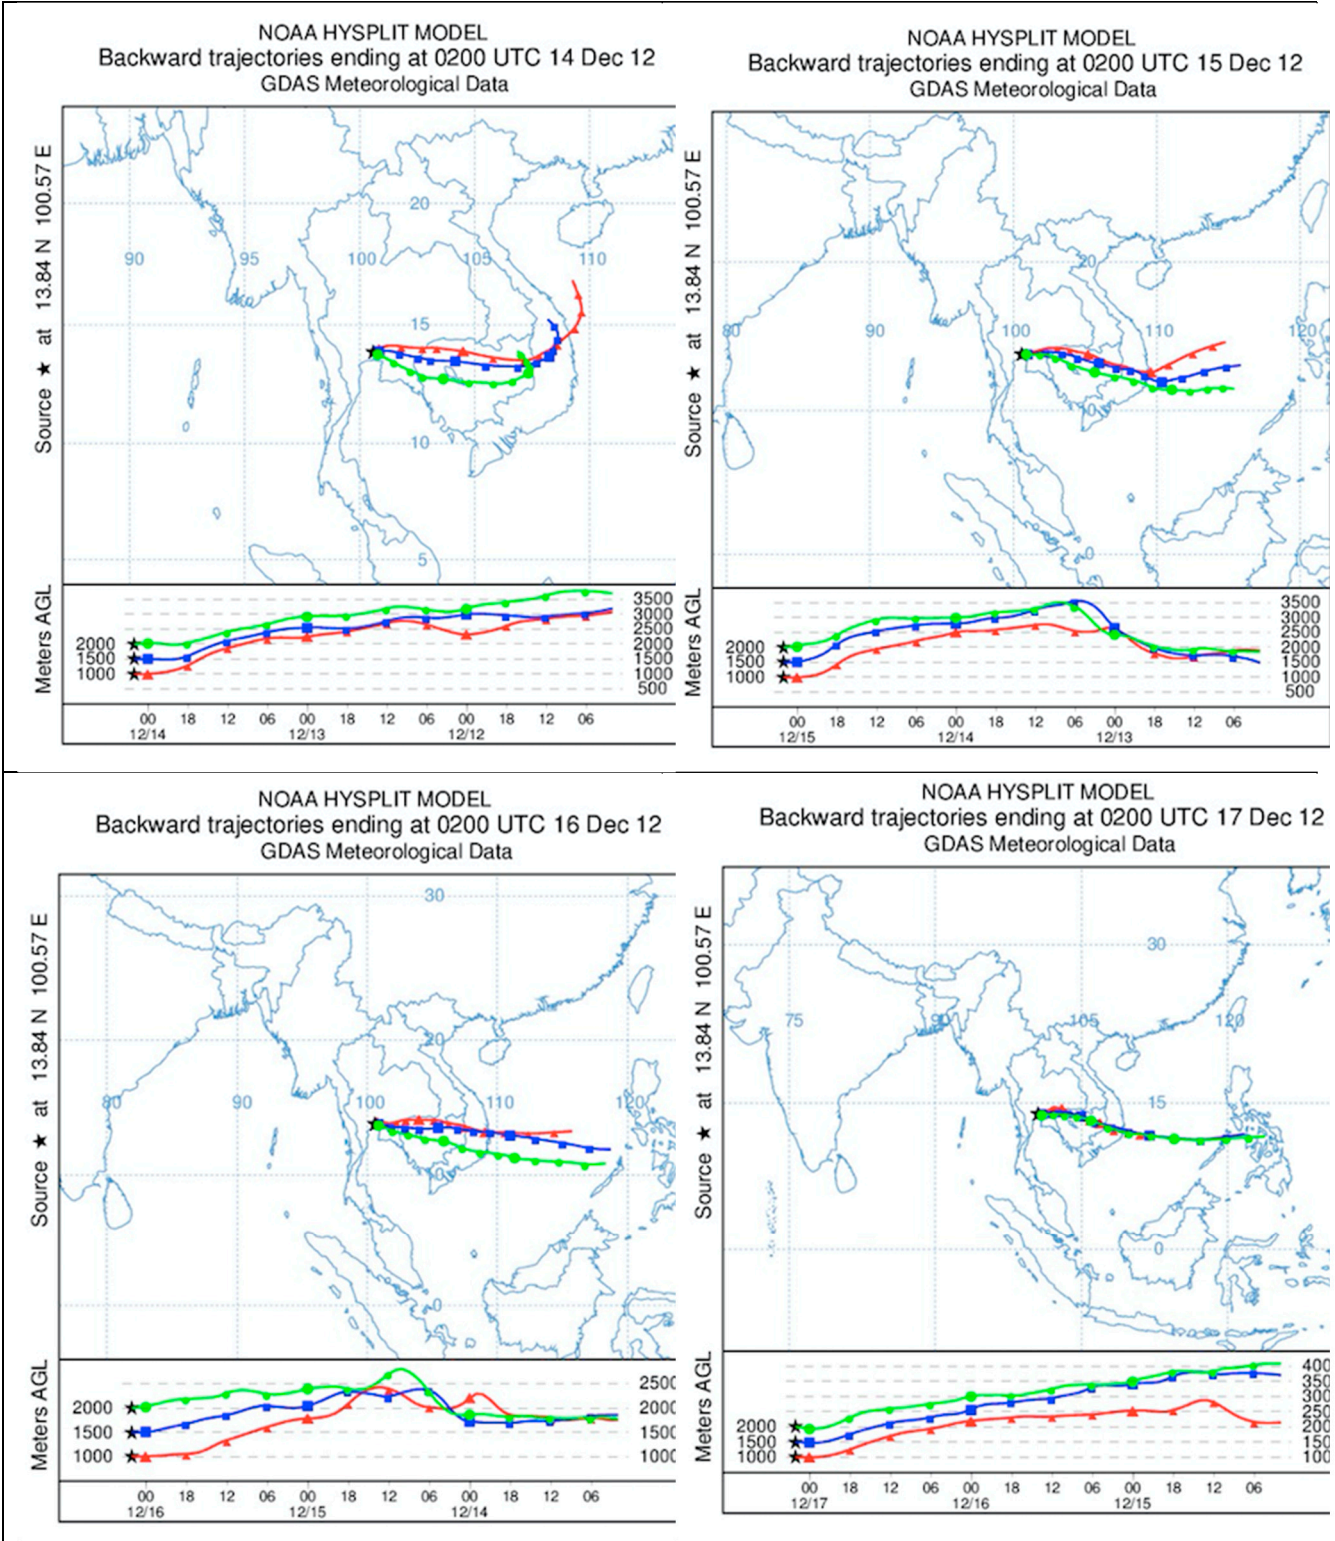 NOAA HYSPLIT MODEL
Backward trajectories ending at 0200 UTC 14 Dec 12
GDAS Meteorological Data
Source ★ at 13.84 N 100.57 E
20
90 95 100 105 110
15
10
5
Meters AGL
3500
3000
2500
2000 2000
1500 1500
1000 1000
500
00 18 12 06 00 18 12 06 00 18 12 06
12/14 12/13 12/12
NOAA HYSPLIT MODEL
Backward trajectories ending at 0200 UTC 15 Dec 12
GDAS Meteorological Data
Source ★ at 13.84 N 100.57 E
20
80 90 100 110 120
10
0
Meters AGL
3500
3000
2500
2000 2000
1500 1500
1000 1000
500
00 18 12 06 00 18 12 06 00 18 12 06
12/15 12/14 12/13
NOAA HYSPLIT MODEL
Backward trajectories ending at 0200 UTC 16 Dec 12
GDAS Meteorological Data
Source ★ at 13.84 N 100.57 E
30
20
80 90 100 110 120
0
Meters AGL
2500
2000 2000
1500 1500
1000 1000
00 18 12 06 00 18 12 06 00 18 12 06
12/16 12/15 12/14
NOAA HYSPLIT MODEL
Backward trajectories ending at 0200 UTC 17 Dec 12
GDAS Meteorological Data
Source ★ at 13.84 N 100.57 E
30
75 90 105 120
15
0
Meters AGL
400
350
300
250
2000 200
1500 150
1000 100
00 18 12 06 00 18 12 06 00 18 12 06
12/17 12/16 12/15